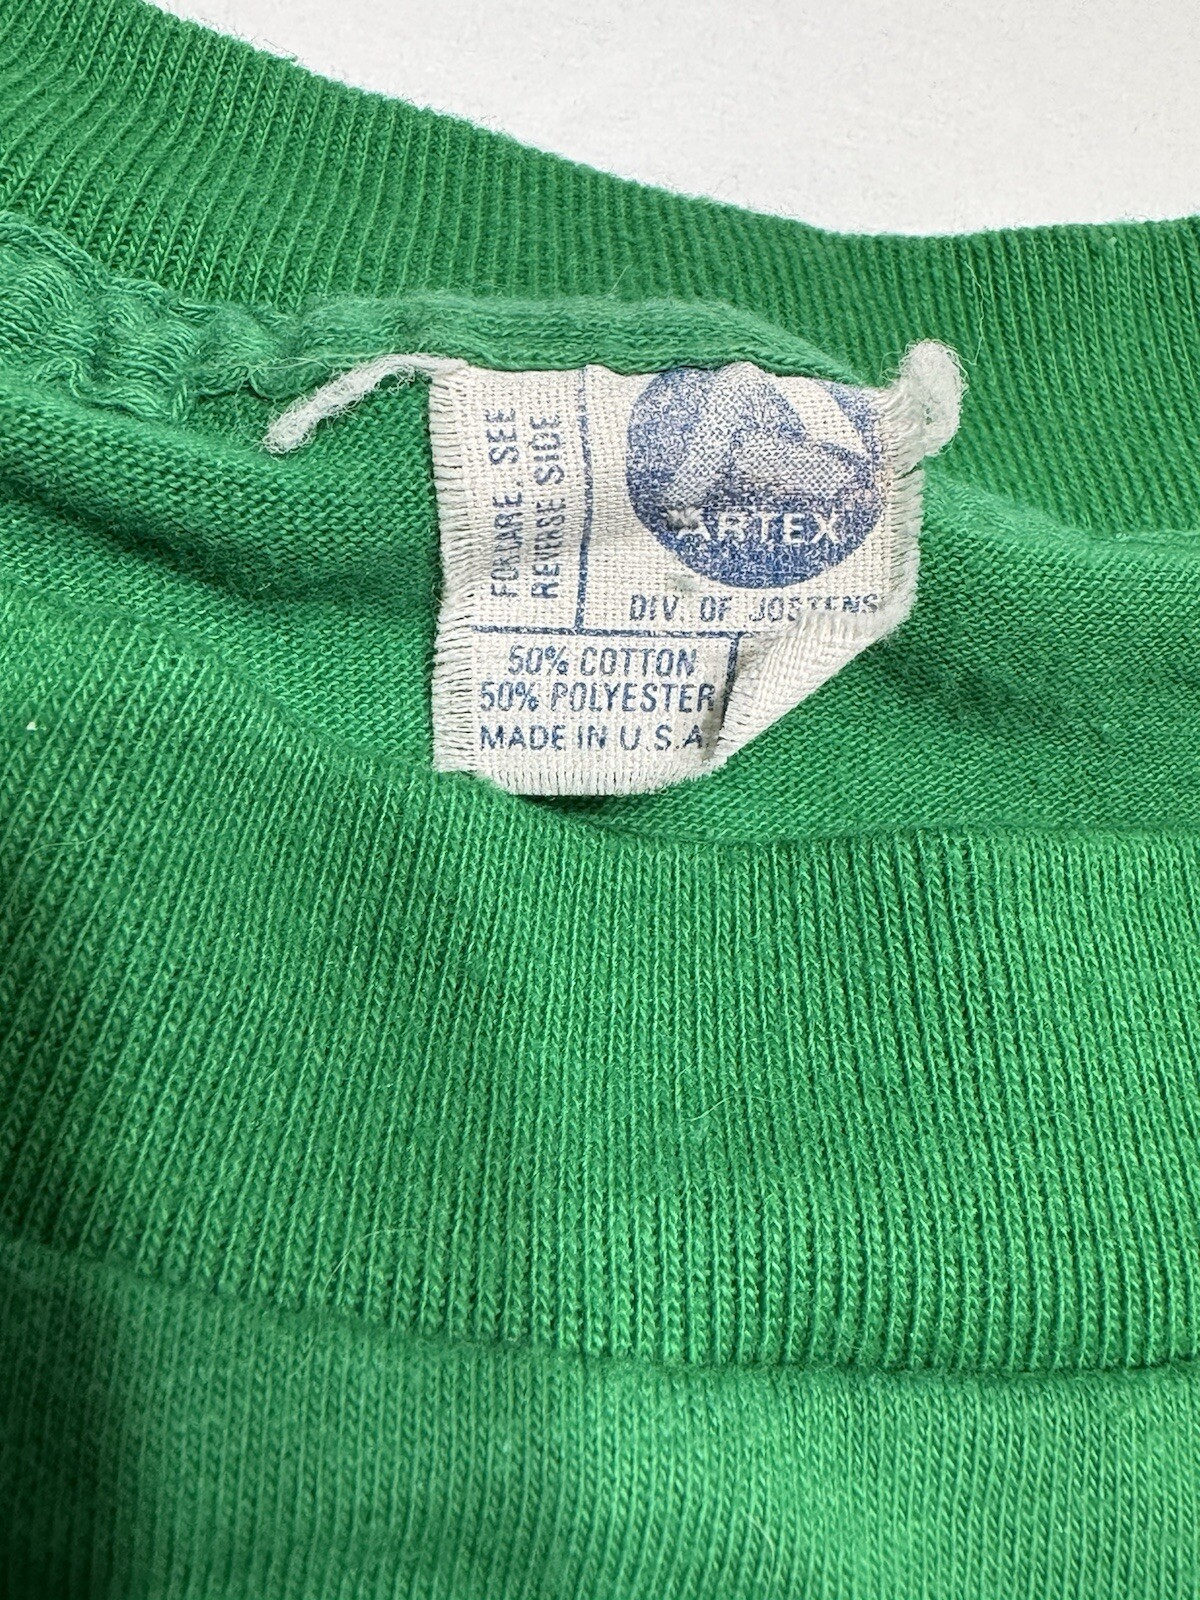 FOR CARE, SEE
REVERSE SIDE
ARTEX
DIV. OF JOSTENS
50% COTTON
50% POLYESTER
MADE IN U.S.A.